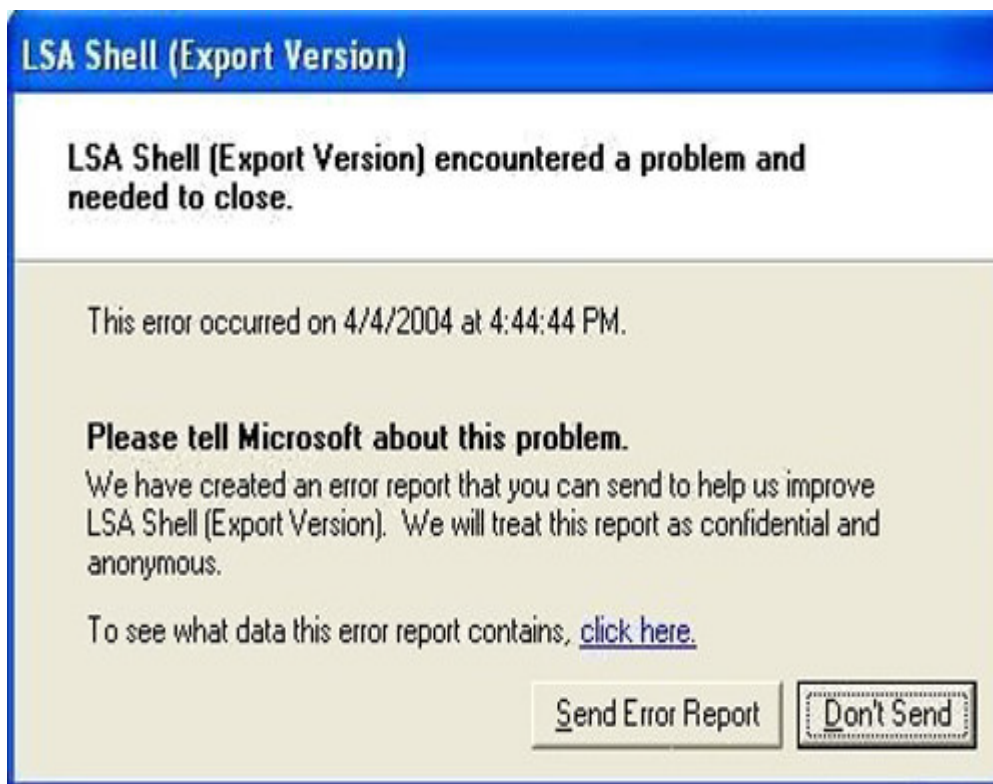 LSA Shell (Export Version)
LSA Shell (Export Version) encountered a problem and
needed to close.
This error occurred on 4/4/2004 at 4:44:44 PM.
Please tell Microsoft about this problem.
We have created an error report that you can send to help us improve
LSA Shell (Export Version). We will treat this report as confidential and
anonymous.
To see what data this error report contains, click here.
Send Error Report
Don't Send